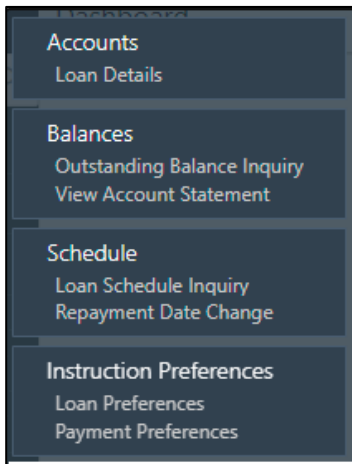 Dashboard
Accounts
Loan Details
Balances
Outstanding Balance Inquiry
View Account Statement
Schedule
Loan Schedule Inquiry
Repayment Date Change
Instruction Preferences
Loan Preferences
Payment Preferences